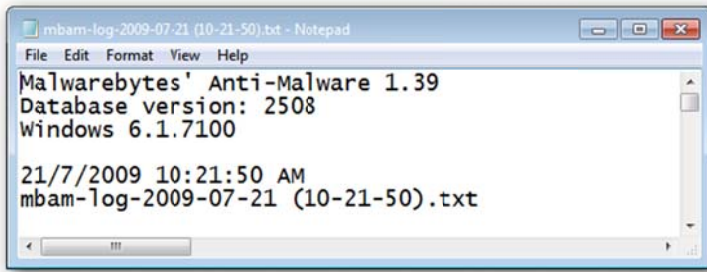 mbam-log-2009-07-21 (10-21-50).txt - Notepad
File Edit Format View Help
Malwarebytes' Anti-Malware 1.39
Database version: 2508
Windows 6.1.7100
21/7/2009 10:21:50 AM
mbam-log-2009-07-21 (10-21-50).txt